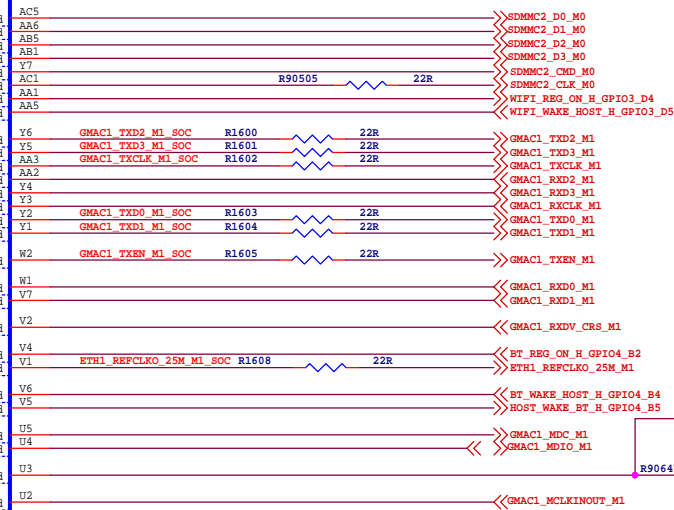 AC5 SDMMC2_D0_M0
AA6 SDMMC2_D1_M0
AB5 SDMMC2_D2_M0
AB1 SDMMC2_D3_M0
Y7 SDMMC2_CMD_M0
AC1 R90505 22R SDMMC2_CLK_M0
AA1 WIFI_REG_ON_H_GPIO3_D4
AA5 WIFI_WAKE_HOST_H_GPIO3_D5
Y6 GMAC1_TXD2_M1_SOC R1600 22R GMAC1_TXD2_M1
Y5 GMAC1_TXD3_M1_SOC R1601 22R GMAC1_TXD3_M1
AA3 GMAC1_TXCLK_M1_SOC R1602 22R GMAC1_TXCLK_M1
AA2 GMAC1_RXD2_M1
Y4 GMAC1_RXD3_M1
Y3 GMAC1_RXCLK_M1
Y2 GMAC1_TXD0_M1_SOC R1603 22R GMAC1_TXD0_M1
Y1 GMAC1_TXD1_M1_SOC R1604 22R GMAC1_TXD1_M1
W2 GMAC1_TXEN_M1_SOC R1605 22R GMAC1_TXEN_M1
W1 GMAC1_RXD0_M1
V7 GMAC1_RXD1_M1
V2 GMAC1_RXDV_CRS_M1
V4 BT_REG_ON_H_GPIO4_B2
V1 ETH1_REFCLKO_25M_M1_SOC R1608 22R ETH1_REFCLKO_25M_M1
V6 BT_WAKE_HOST_H_GPIO4_B4
V5 HOST_WAKE_BT_H_GPIO4_B5
U5 GMAC1_MDC_M1
U4 GMAC1_MDIO_M1
U3 R9064
U2 GMAC1_MCLKINOUT_M1